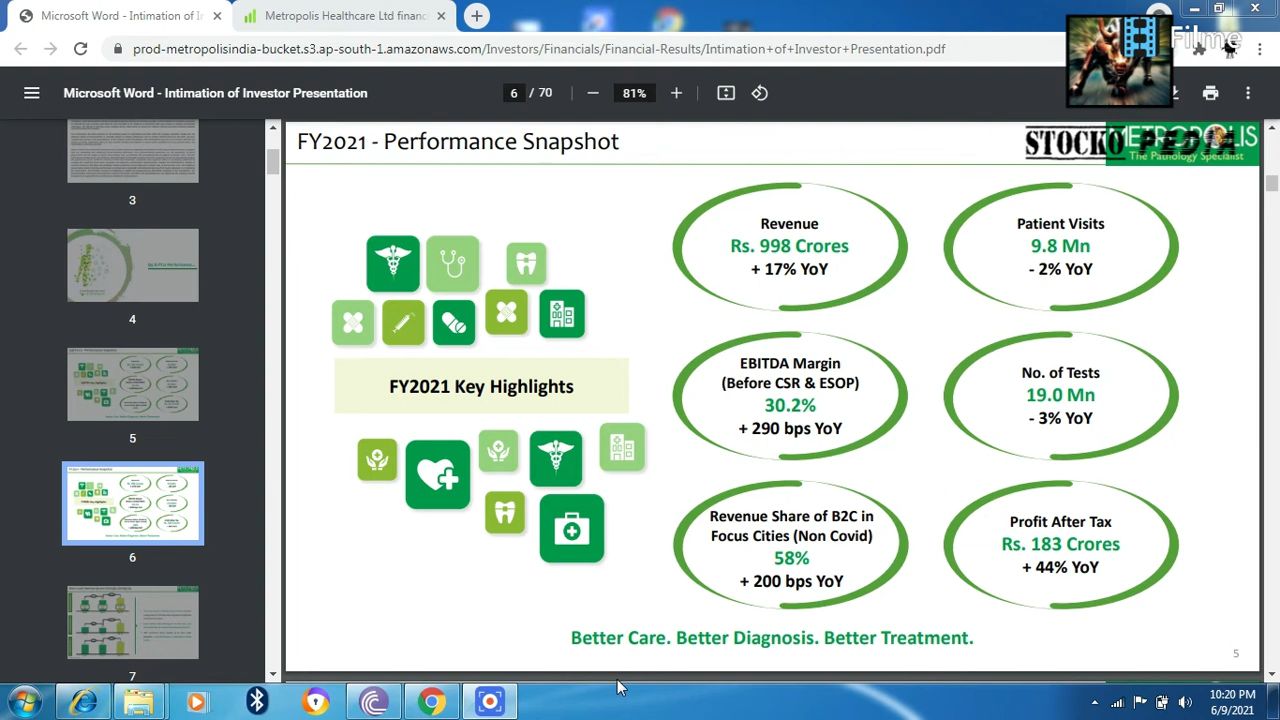 Microsoft Word - Intimation of In
Metropolis Healthcare Ltd financ
prod-metropolisindia-bucket.s3.ap-south-1.amazonaws.com/Investors/Financials/Financial-Results/Intimation+of+Investor+Presentation.pdf
Filme
Microsoft Word - Intimation of Investor Presentation
6 / 70
81%
3
4
5
6
7
FY2021 - Performance Snapshot
STOCKO PEDIA
METROPOLIS
The Pathology Specialist
FY2021 Key Highlights
Revenue
Rs. 998 Crores
+ 17% YoY
Patient Visits
9.8 Mn
- 2% YoY
EBITDA Margin
(Before CSR & ESOP)
30.2%
+ 290 bps YoY
No. of Tests
19.0 Mn
- 3% YoY
Revenue Share of B2C in
Focus Cities (Non Covid)
58%
+ 200 bps YoY
Profit After Tax
Rs. 183 Crores
+ 44% YoY
Better Care. Better Diagnosis. Better Treatment.
5
10:20 PM
6/9/2021